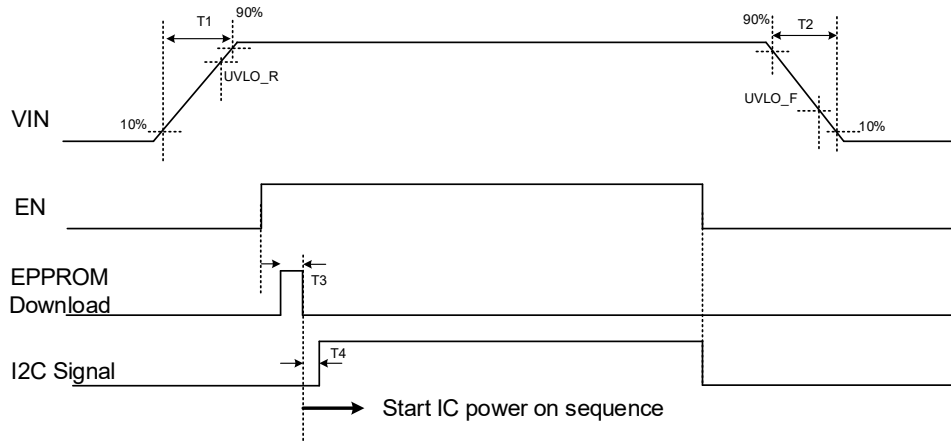 90%
T1
90%
T2
UVLO_R
UVLO_F
VIN
10%
10%
EN
EPPROM
T3
Download
T4
I2C Signal
Start IC power on sequence